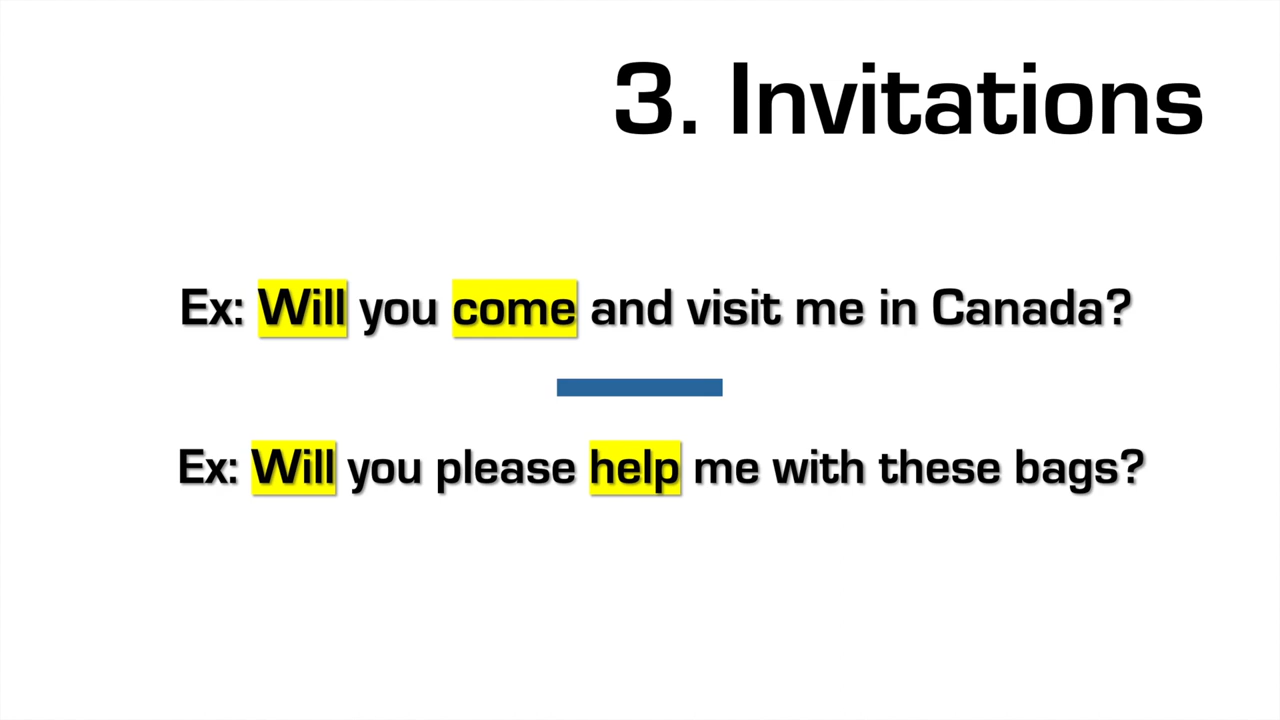 3. Invitations
Ex: Will you come and visit me in Canada?
Ex: Will you please help me with these bags?